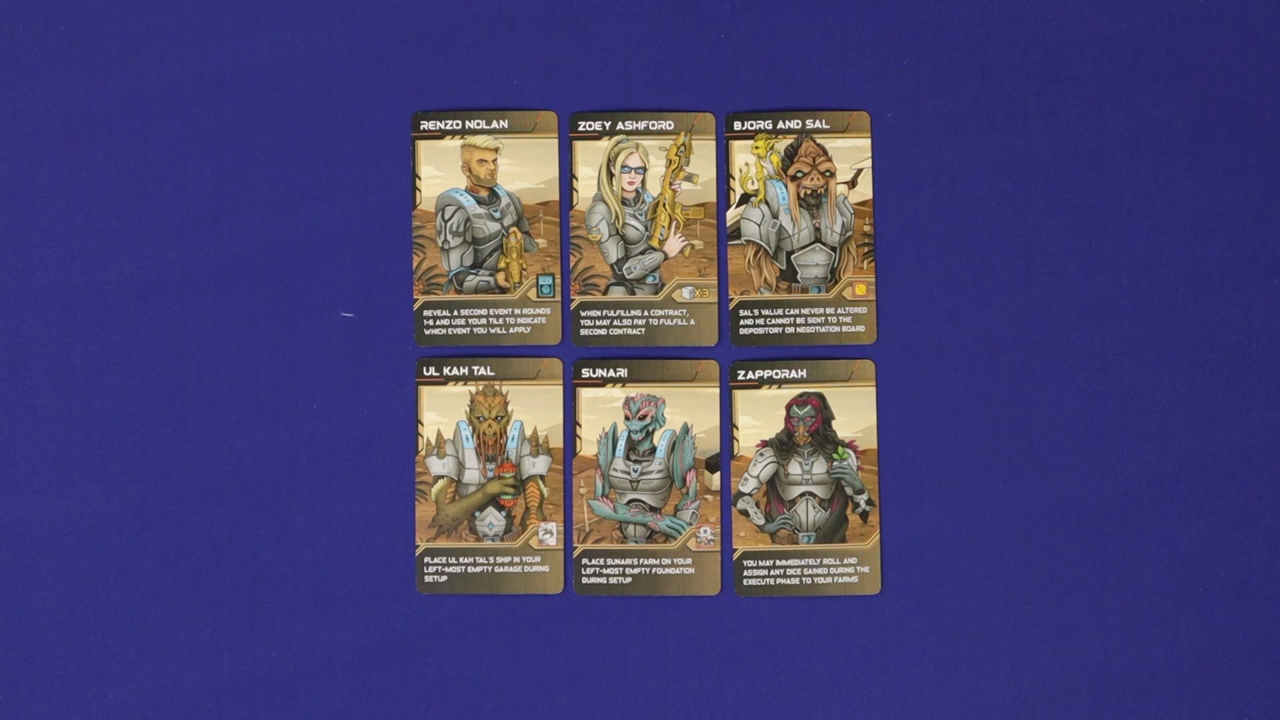 RENZO NOLAN
REVEAL A SECOND EVENT IN ROUNDS
1-6 AND USE YOUR TILE TO INDICATE
WHICH EVENT YOU WILL APPLY
ZOEY ASHFORD
X3
WHEN FULFILLING A CONTRACT,
YOU MAY ALSO PAY TO FULFILL A
SECOND CONTRACT
BJORG AND SAL
SAL'S VALUE CAN NEVER BE ALTERED
AND HE CANNOT BE SENT TO THE
DEPOSITORY OR NEGOTIATION BOARD
UL KAH TAL
PLACE UL KAH TAL'S SHIP IN YOUR
LEFT-MOST EMPTY GARAGE DURING
SETUP
SUNARI
PLACE SUNARI'S FARM ON YOUR
LEFT-MOST EMPTY FOUNDATION
DURING SETUP
ZAPPORAH
YOU MAY IMMEDIATELY ROLL AND
ASSIGN ANY DICE GAINED DURING THE
EXECUTE PHASE TO YOUR FARMS